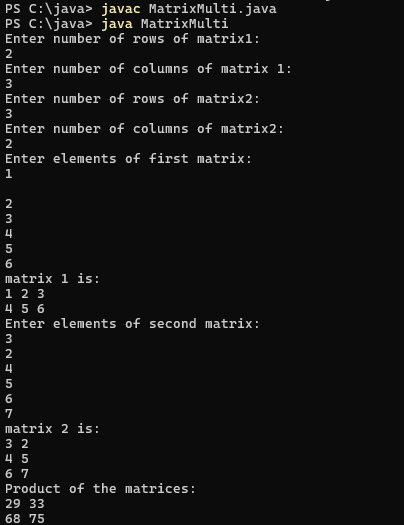 PS C:\java> javac MatrixMulti.java
PS C:\java> java MatrixMulti
Enter number of rows of matrix1:
2
Enter number of columns of matrix 1:
3
Enter number of rows of matrix2:
3
Enter number of columns of matrix2:
2
Enter elements of first matrix:
1

2
3
4
5
6
matrix 1 is:
1 2 3
4 5 6
Enter elements of second matrix:
3
2
4
5
6
7
matrix 2 is:
3 2
4 5
6 7
Product of the matrices:
29 33
68 75